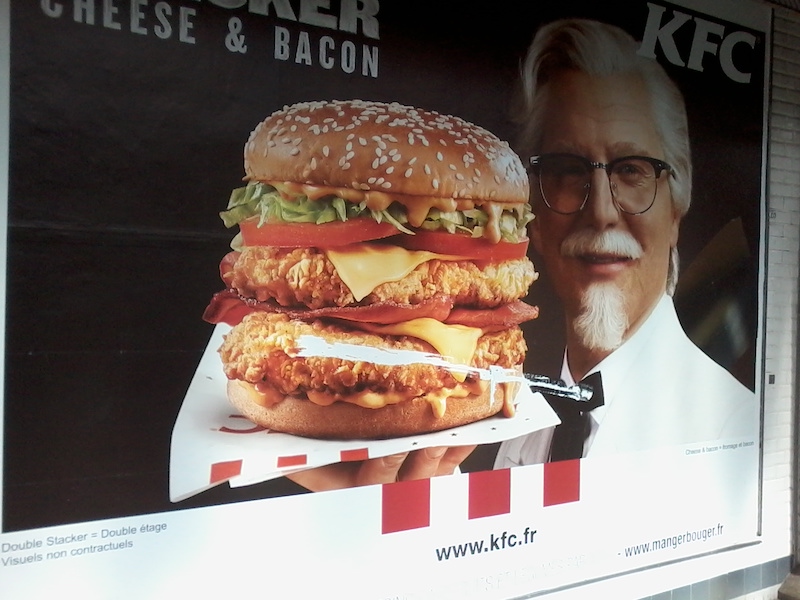 CHEESE & BACON
KFC
Cheese & bacon = fromage et bacon
Double Stacker = Double étage
Visuels non contractuels
www.kfc.fr
- www.mangerbouger.fr